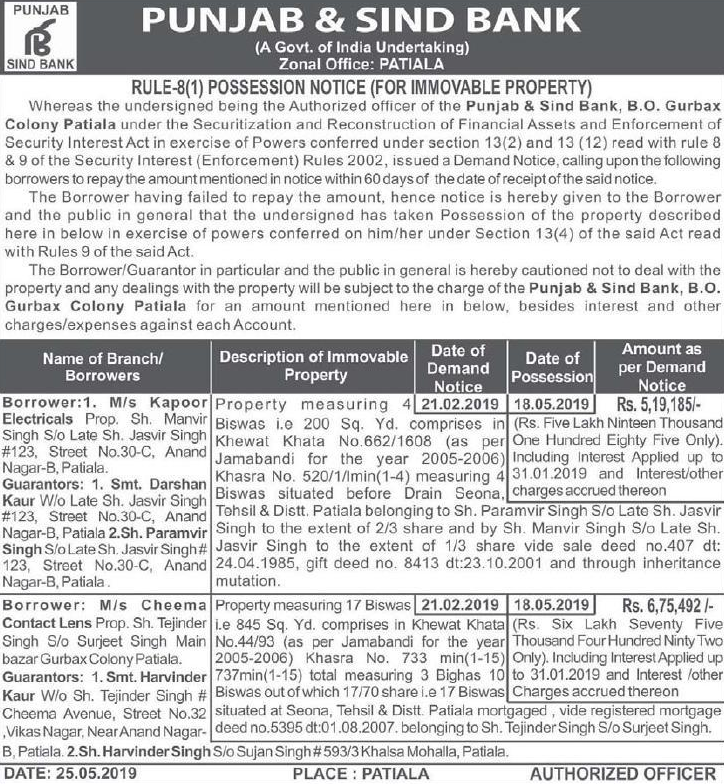 PUNJAB
SIND BANK
PUNJAB & SIND BANK
(A Govt. of India Undertaking)
Zonal Office: PATIALA
RULE-8(1) POSSESSION NOTICE (FOR IMMOVABLE PROPERTY)
Whereas the undersigned being the Authorized officer of the Punjab & Sind Bank, B.O. Gurbax
Colony Patiala under the Securitization and Reconstruction of Financial Assets and Enforcement of
Security Interest Act in exercise of Powers conferred under section 13(2) and 13 (12) read with rule 8
& 9 of the Security Interest (Enforcement) Rules 2002, issued a Demand Notice, calling upon the following
borrowers to repay the amount mentioned in notice within 60 days of the date of receipt of the said notice.
The Borrower having failed to repay the amount, hence notice is hereby given to the Borrower
and the public in general that the undersigned has taken Possession of the property described
here in below in exercise of powers conferred on him/her under Section 13(4) of the said Act read
with Rules 9 of the said Act.
The Borrower/Guarantor in particular and the public in general is hereby cautioned not to deal with the
property and any dealings with the property will be subject to the charge of the Punjab & Sind Bank, B.O.
Gurbax Colony Patiala for an amount mentioned here in below, besides interest and other
charges/expenses against each Account.
Name of Branch/
Borrowers
Description of Immovable
Property
Date of
Demand
Notice
Date of
Possession
Amount as
per Demand
Notice
Borrower:1. M/s Kapoor
Electricals Prop. Sh. Manvir
Singh S/o Late Sh. Jasvir Singh
#123, Street No.30-C, Anand
Nagar-B, Patiala.
Guarantors: 1. Smt. Darshan
Kaur W/o Late Sh. Jasvir Singh
#123, Street No.30-C, Anand
Nagar-B, Patiala 2.Sh. Paramvir
Singh S/o Late Sh. Jasvir Singh #
123, Street No.30-C, Anand
Nagar-B, Patiala .
Property measuring 4
Biswas i.e 200 Sq. Yd. comprises in
Khewat Khata No.662/1608 (as per
Jamabandi for the year 2005-2006)
Khasra No. 520/1/Imin(1-4) measuring 4
Biswas situated before Drain Seona,
Tehsil & Distt. Patiala belonging to Sh. Paramvir Singh S/o Late Sh. Jasvir
Singh to the extent of 2/3 share and by Sh. Manvir Singh S/o Late Sh.
Jasvir Singh to the extent of 1/3 share vide sale deed no.407 dt:
24.04.1985, gift deed no. 8413 dt:23.10.2001 and through inheritance
mutation.
21.02.2019
18.05.2019
Rs. 5,19,185/-
(Rs. Five Lakh Ninteen Thousand
One Hundred Eighty Five Only).
Including Interest Applied up to
31.01.2019 and Interest/other
charges accrued thereon
Borrower: M/s Cheema
Contact Lens Prop. Sh. Tejinder
Singh S/o Surjeet Singh Main
bazar Gurbax Colony Patiala.
Guarantors: 1. Smt. Harvinder
Kaur W/o Sh. Tejinder Singh #
Cheema Avenue, Street No.32
,Vikas Nagar, Near Anand Nagar-
B, Patiala. 2.Sh. Harvinder Singh S/o Sujan Singh # 593/3 Khalsa Mohalla, Patiala.
Property measuring 17 Biswas
i.e 845 Sq. Yd. comprises in Khewat Khata
No.44/93 (as per Jamabandi for the year
2005-2006) Khasra No. 733 min(1-15)
737min(1-15) total measuring 3 Bighas 10
Biswas out of which 17/70 share i.e 17 Biswas
situated at Seona, Tehsil & Distt. Patiala mortgaged , vide registered mortgage
deed no.5395 dt:01.08.2007. belonging to Sh. Tejinder Singh S/o Surjeet Singh.
21.02.2019
18.05.2019
Rs. 6,75,492 /-
(Rs. Six Lakh Seventy Five
Thousand Four Hundred Ninty Two
Only). Including Interest Applied up
to 31.01.2019 and Interest /other
Charges accrued thereon
DATE: 25.05.2019
PLACE : PATIALA
AUTHORIZED OFFICER